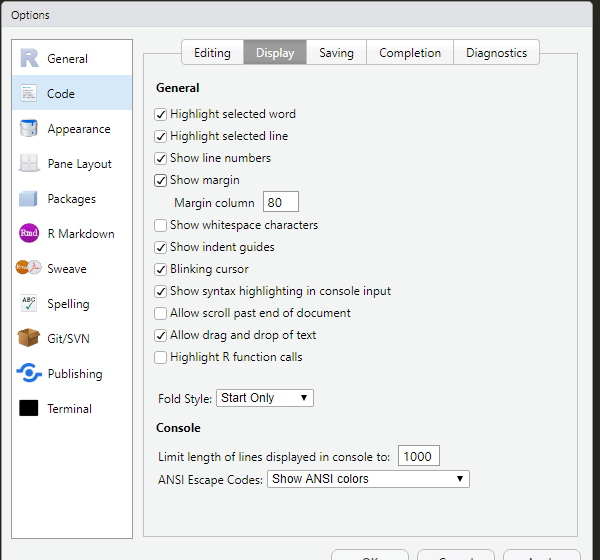 Options
General
Code
Appearance
Pane Layout
Packages
R Markdown
Sweave
Spelling
Git/SVN
Publishing
Terminal
Editing Display Saving Completion Diagnostics
General
Highlight selected word
Highlight selected line
Show line numbers
Show margin
Margin column 80
Show whitespace characters
Show indent guides
Blinking cursor
Show syntax highlighting in console input
Allow scroll past end of document
Allow drag and drop of text
Highlight R function calls
Fold Style: Start Only
Console
Limit length of lines displayed in console to: 1000
ANSI Escape Codes: Show ANSI colors